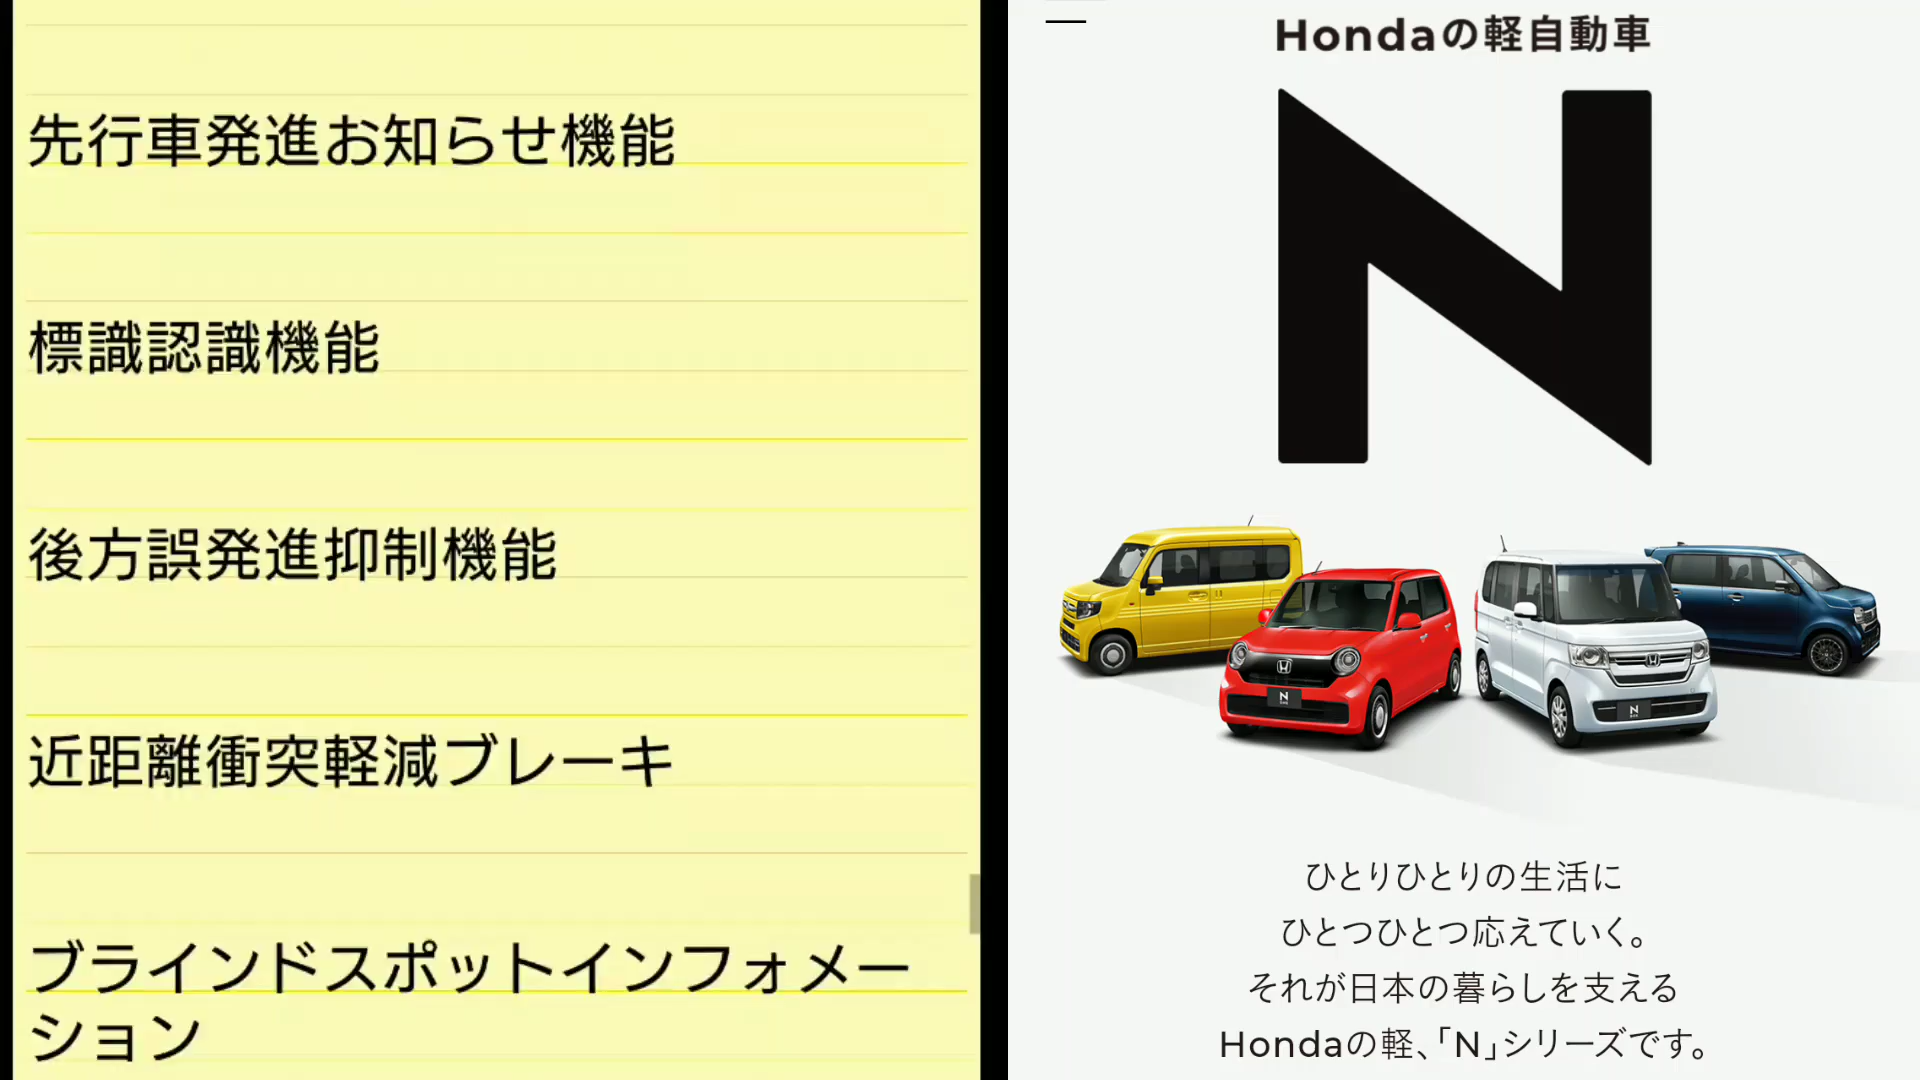 先行車発進お知らせ機能
標識認識機能
後方誤発進抑制機能
近距離衝突軽減ブレーキ
ブラインドスポットインフォメー
ション
Hondaの軽自動車
N
N
N
ひとりひとりの生活に
ひとつひとつ応えていく。
それが日本の暮らしを支える
Hondaの軽、「N」シリーズです。